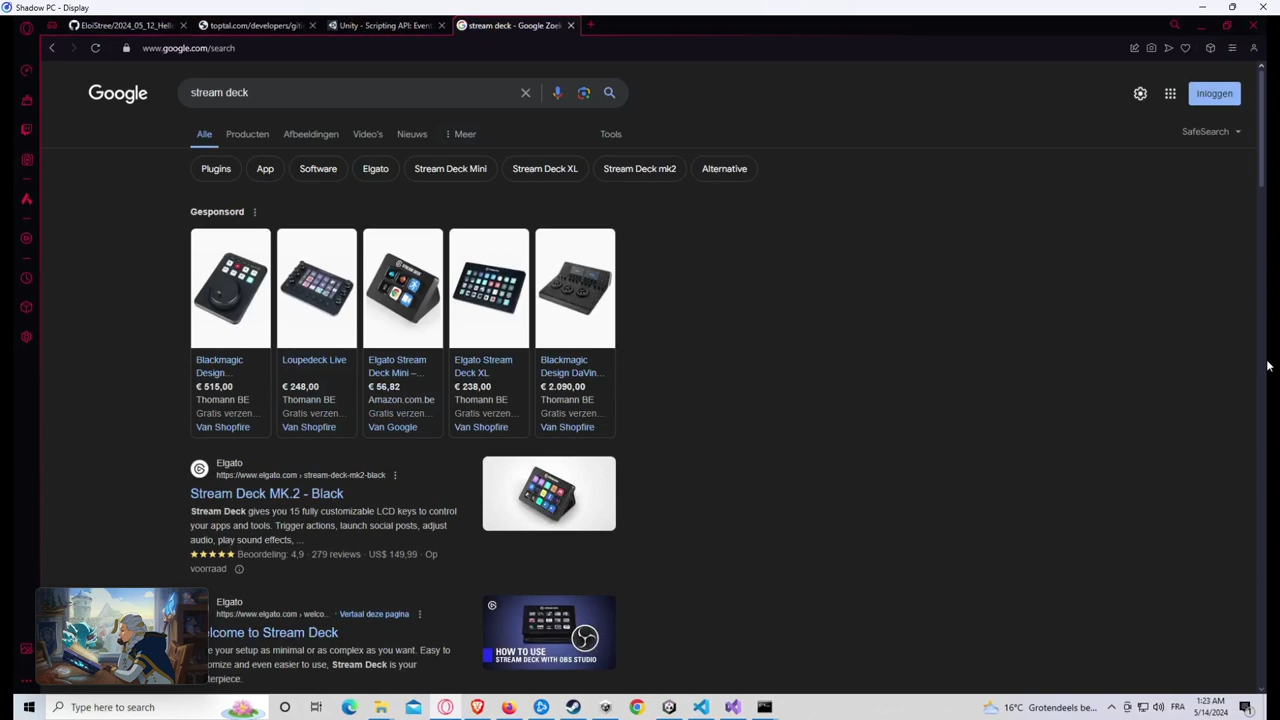 Shadow PC - Display
EloiStree/2024_05_12_Hell
toptal.com/developers/giti
Unity - Scripting API: Event
stream deck - Google Zoek
www.google.com/search
Google
stream deck
Inloggen
Alle
Producten
Afbeeldingen
Video's
Nieuws
Meer
Tools
SafeSearch
Plugins
App
Software
Elgato
Stream Deck Mini
Stream Deck XL
Stream Deck mk2
Alternative
Gesponsord
Blackmagic
Design...
€ 515,00
Thomann BE
Gratis verzen...
Van Shopfire
Loupedeck Live
€ 248,00
Thomann BE
Gratis verzen...
Van Shopfire
Elgato Stream
Deck Mini –...
€ 56,82
Amazon.com.be
Gratis verzen...
Van Google
Elgato Stream
Deck XL
€ 238,00
Thomann BE
Gratis verzen...
Van Shopfire
Blackmagic
Design DaVin...
€ 2.090,00
Thomann BE
Gratis verzen...
Van Shopfire
Elgato
https://www.elgato.com › stream-deck-mk2-black
Stream Deck MK.2 - Black
Stream Deck gives you 15 fully customizable LCD keys to control
your apps and tools. Trigger actions, launch social posts, adjust
audio, play sound effects, ...
Beoordeling: 4,9 · 279 reviews · US$ 149,99 · Op
voorraad
Elgato
https://www.elgato.com › welco... · Vertaal deze pagina
elcome to Stream Deck
e your setup as minimal or as complex as you want. Easy to
omize and even easier to use, Stream Deck is your
terpiece.
HOW TO USE
STREAM DECK WITH OBS STUDIO
Type here to search
16°C Grotendeels be...
FRA
1:23 AM
5/14/2024
1